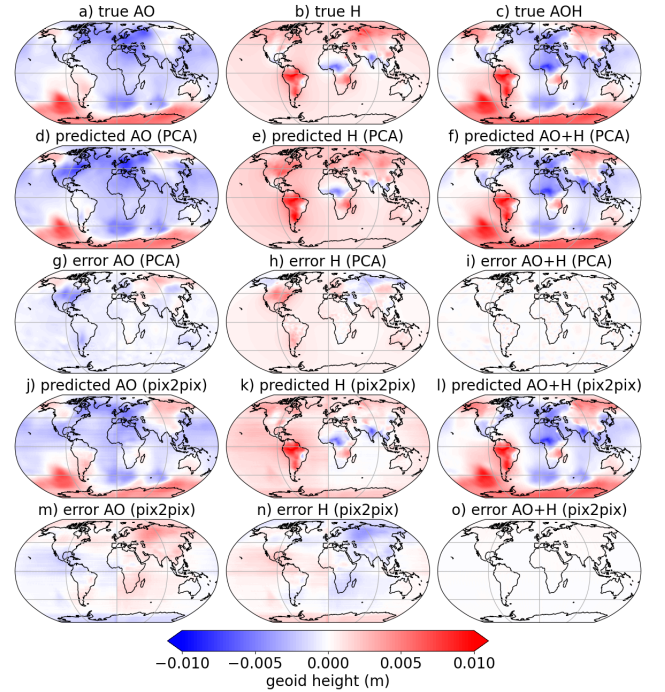 a) true AO
b) true H
c) true AOH
d) predicted AO (PCA)
e) predicted H (PCA)
f) predicted AO+H (PCA)
g) error AO (PCA)
h) error H (PCA)
i) error AO+H (PCA)
j) predicted AO (pix2pix)
k) predicted H (pix2pix)
l) predicted AO+H (pix2pix)
m) error AO (pix2pix)
n) error H (pix2pix)
o) error AO+H (pix2pix)
−0.010 −0.005 0.000 0.005 0.010
geoid height (m)